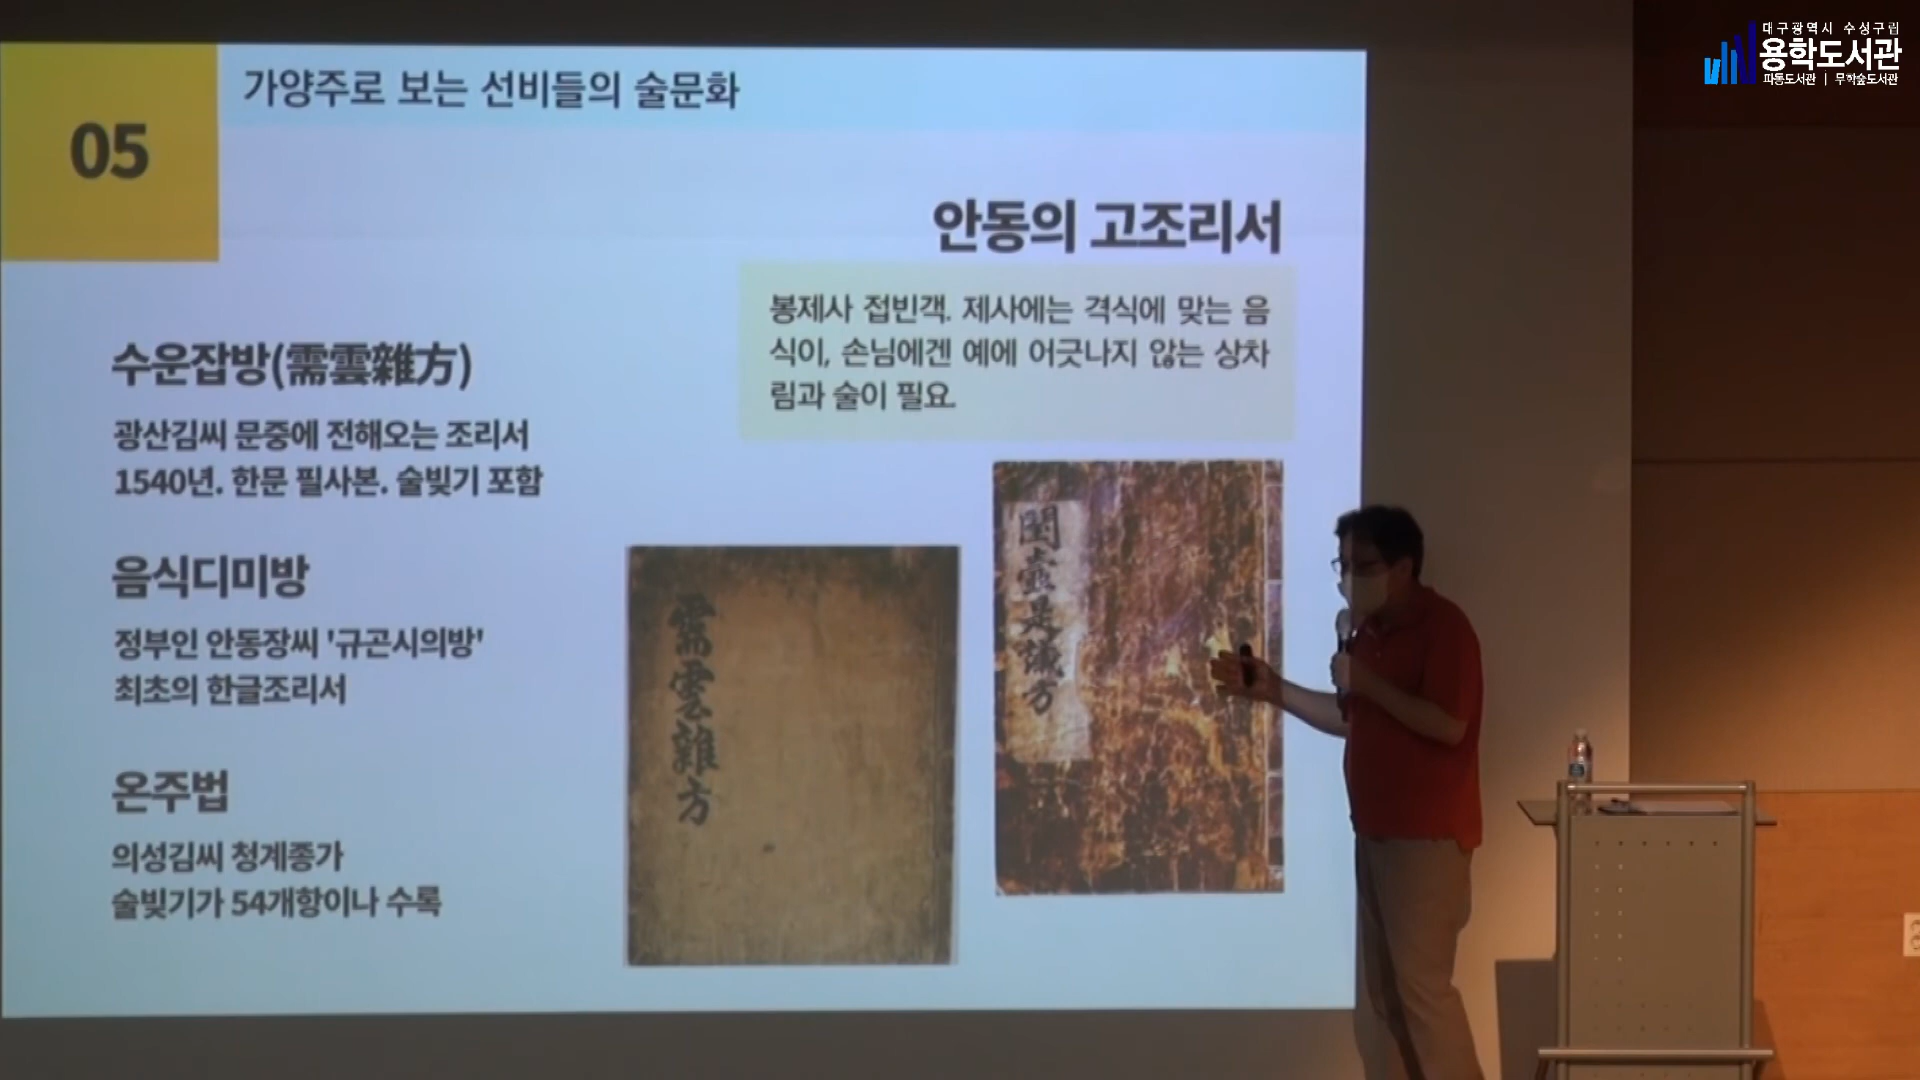 05
가양주로 보는 선비들의 술문화
안동의 고조리서
봉제사 접빈객. 제사에는 격식에 맞는 음
식이, 손님에겐 예에 어긋나지 않는 상차
림과 술이 필요.
수운잡방(需雲雜方)
광산김씨 문중에 전해오는 조리서
1540년. 한문 필사본. 술빚기 포함
음식디미방
정부인 안동장씨 '규곤시의방'
최초의 한글조리서
온주법
의성김씨 청계종가
술빚기가 54개항이나 수록
需雲雜方
閨壼是議方
대구광역시 수성구립
용학도서관
파동도서관 | 무학숲도서관